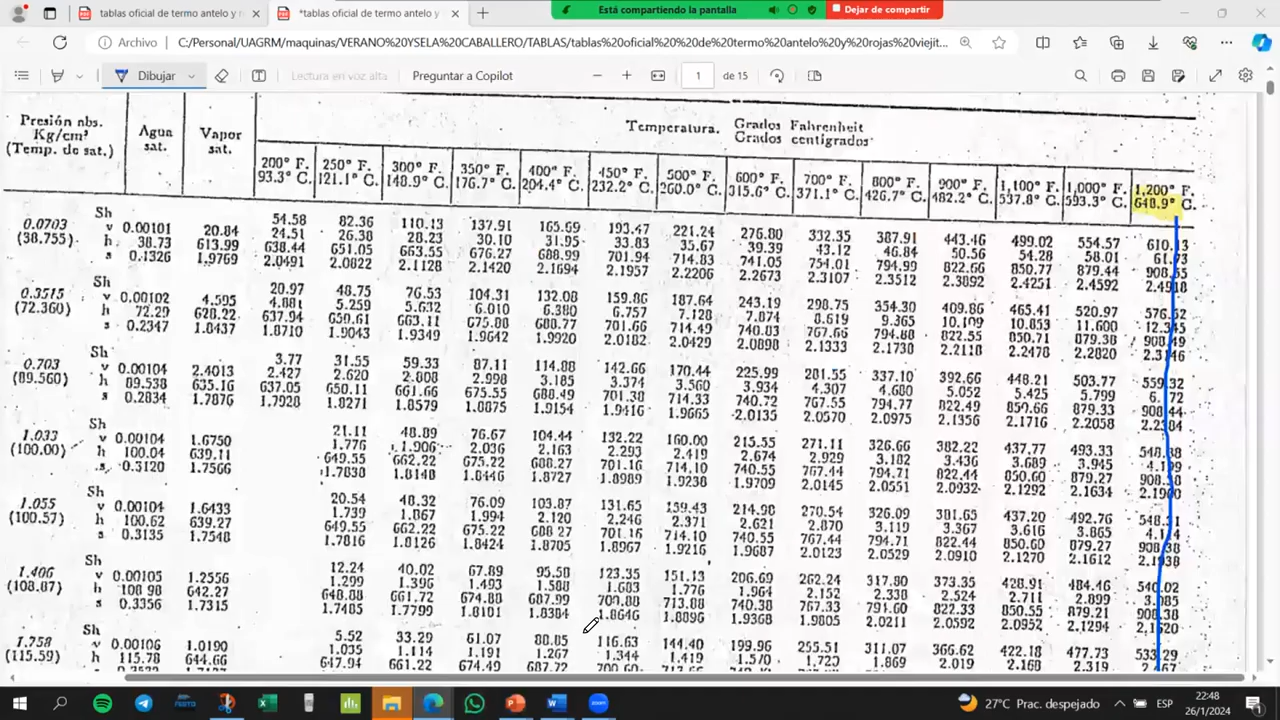 tablas oficial de termo antelo y r
*tablas oficial de termo antelo y
Está compartiendo la pantalla
Dejar de compartir
Archivo
C:/Personal/UAGRM/maquinas/VERANO%20YSELA%20CABALLERO/TABLAS/tablas%20oficial%20%20de%20termo%20antelo%20y%20rojas%20viejit...
Dibujar
Lectura en voz alta
Preguntar a Copilot
1
de 15
Presión abs. Kg/cm² (Temp. de sat.)
Agua sat.
Vapor sat.
Temperatura. Grados Fahrenheit
Grados centigrados
200° F. 250° F. 300° F. 350° F. 400° F. 450° F. 500° F. 600° F. 700° F. 800° F. 900° F. 1,100° F. 1,000° F. 1,200° F.
93.3° C. 121.1° C. 148.9° C. 176.7° C. 204.4° C. 232.2° C. 260.0° C. 315.6° C. 371.1° C. 426.7° C. 482.2° C. 537.8° C. 593.3° C. 648.9° C.
0.0703 (38.755)
Sh 54.58 82.36 110.13 137.91 165.69 193.47 221.24 276.80 332.35 387.91 443.46 499.02 554.57
v 0.00101 20.84 24.51 26.38 28.23 30.10 31.95 33.83 35.67 39.39 43.12 46.84 50.56 54.28 58.01
h 38.73 613.99 638.44 651.05 663.55 676.27 688.99 701.94 714.83 741.05 754.01 794.99 822.66 850.77 879.44
s 0.1326 1.9769 2.0491 2.0822 2.1128 2.1420 2.1694 2.1957 2.2206 2.2673 2.3107 2.3512 2.3892 2.4251 2.4592
0.3515 (72.360)
Sh 20.97 48.75 76.53 104.31 132.08 159.86 187.64 243.19 298.75 354.30 409.86 465.41 520.97
v 0.00102 4.595 4.881 5.259 5.632 6.010 6.380 6.757 7.128 7.874 8.619 9.365 10.109 10.853 11.600
h 72.29 628.22 637.94 650.61 663.11 675.88 688.77 701.66 714.49 740.83 767.66 794.88 822.55 850.71 879.38
s 0.2347 1.8437 1.8710 1.9043 1.9349 1.9642 1.9920 2.0182 2.0429 2.0898 2.1333 2.1730 2.2118 2.2478 2.2820
0.703 (89.560)
Sh 3.77 31.55 59.33 87.11 114.88 142.66 170.44 225.99 281.55 337.10 392.66 448.21 503.77
v 0.00104 2.4013 2.427 2.620 2.808 2.998 3.185 3.374 3.560 3.934 4.307 4.680 5.052 5.425 5.799
h 89.538 635.16 637.05 650.11 661.66 675.55 688.49 701.38 714.33 740.72 767.55 794.77 822.49 850.66 879.33
s 0.2834 1.7876 1.7928 1.8271 1.8579 1.8875 1.9154 1.9416 1.9665 2.0135 2.0570 2.0975 2.1356 2.1716 2.2058
1.033 (100.00)
Sh 21.11 48.89 76.67 104.44 132.22 160.00 215.55 271.11 326.66 382.22 437.77 493.33
v 0.00104 1.6750 1.776 1.906 2.036 2.163 2.293 2.419 2.674 2.929 3.182 3.436 3.689 3.945
h 100.04 639.11 649.55 662.22 675.22 688.27 701.16 714.10 740.55 767.44 794.71 822.44 850.60 879.27
s 0.3120 1.7566 1.7830 1.8148 1.8446 1.8727 1.8989 1.9238 1.9709 2.0145 2.0551 2.0932 2.1292 2.1634
1.055 (100.57)
Sh 20.54 48.32 76.09 103.87 131.65 159.43 214.98 270.54 326.09 381.65 437.20 492.76
v 0.00104 1.6433 1.739 1.867 1.994 2.120 2.246 2.371 2.621 2.870 3.119 3.367 3.616 3.865
h 100.62 639.27 649.55 662.22 675.22 688.27 701.16 714.10 740.55 767.44 794.71 822.44 850.60 879.27
s 0.3135 1.7548 1.7816 1.8126 1.8424 1.8705 1.8967 1.9216 1.9687 2.0123 2.0529 2.0910 2.1270 2.1612
1.406 (108.87)
Sh 12.24 40.02 67.89 95.58 123.35 151.13 206.69 262.24 317.80 373.35 428.91 484.46
v 0.00105 1.2556 1.299 1.396 1.493 1.588 1.683 1.776 1.964 2.152 2.338 2.524 2.711 2.899
h 108.98 642.27 648.88 661.72 674.88 687.99 700.88 713.88 740.38 767.33 791.60 822.33 850.55 879.21
s 0.3356 1.7315 1.7485 1.7799 1.8101 1.8384 1.8646 1.8896 1.9368 1.9805 2.0211 2.0592 2.0952 2.1294
1.758 (115.59)
Sh 5.52 33.29 61.07 88.85 116.63 144.40 199.96 255.51 311.07 366.62 422.18 477.73
v 0.00106 1.0190 1.035 1.114 1.191 1.267 1.344 1.419 1.570 1.720 1.869 2.019 2.168 2.319
h 115.78 644.66 647.94 661.22 674.49 687.72
27°C Prac. despejado
ESP
22:48
26/1/2024